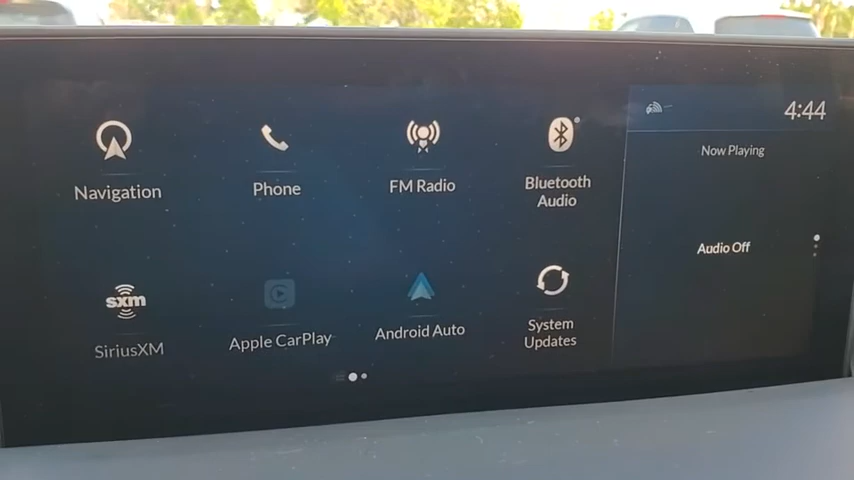 4:44
Now Playing
Navigation
Phone
FM Radio
Bluetooth
Audio
Audio Off
sxm
SiriusXM
Apple CarPlay
Android Auto
System
Updates